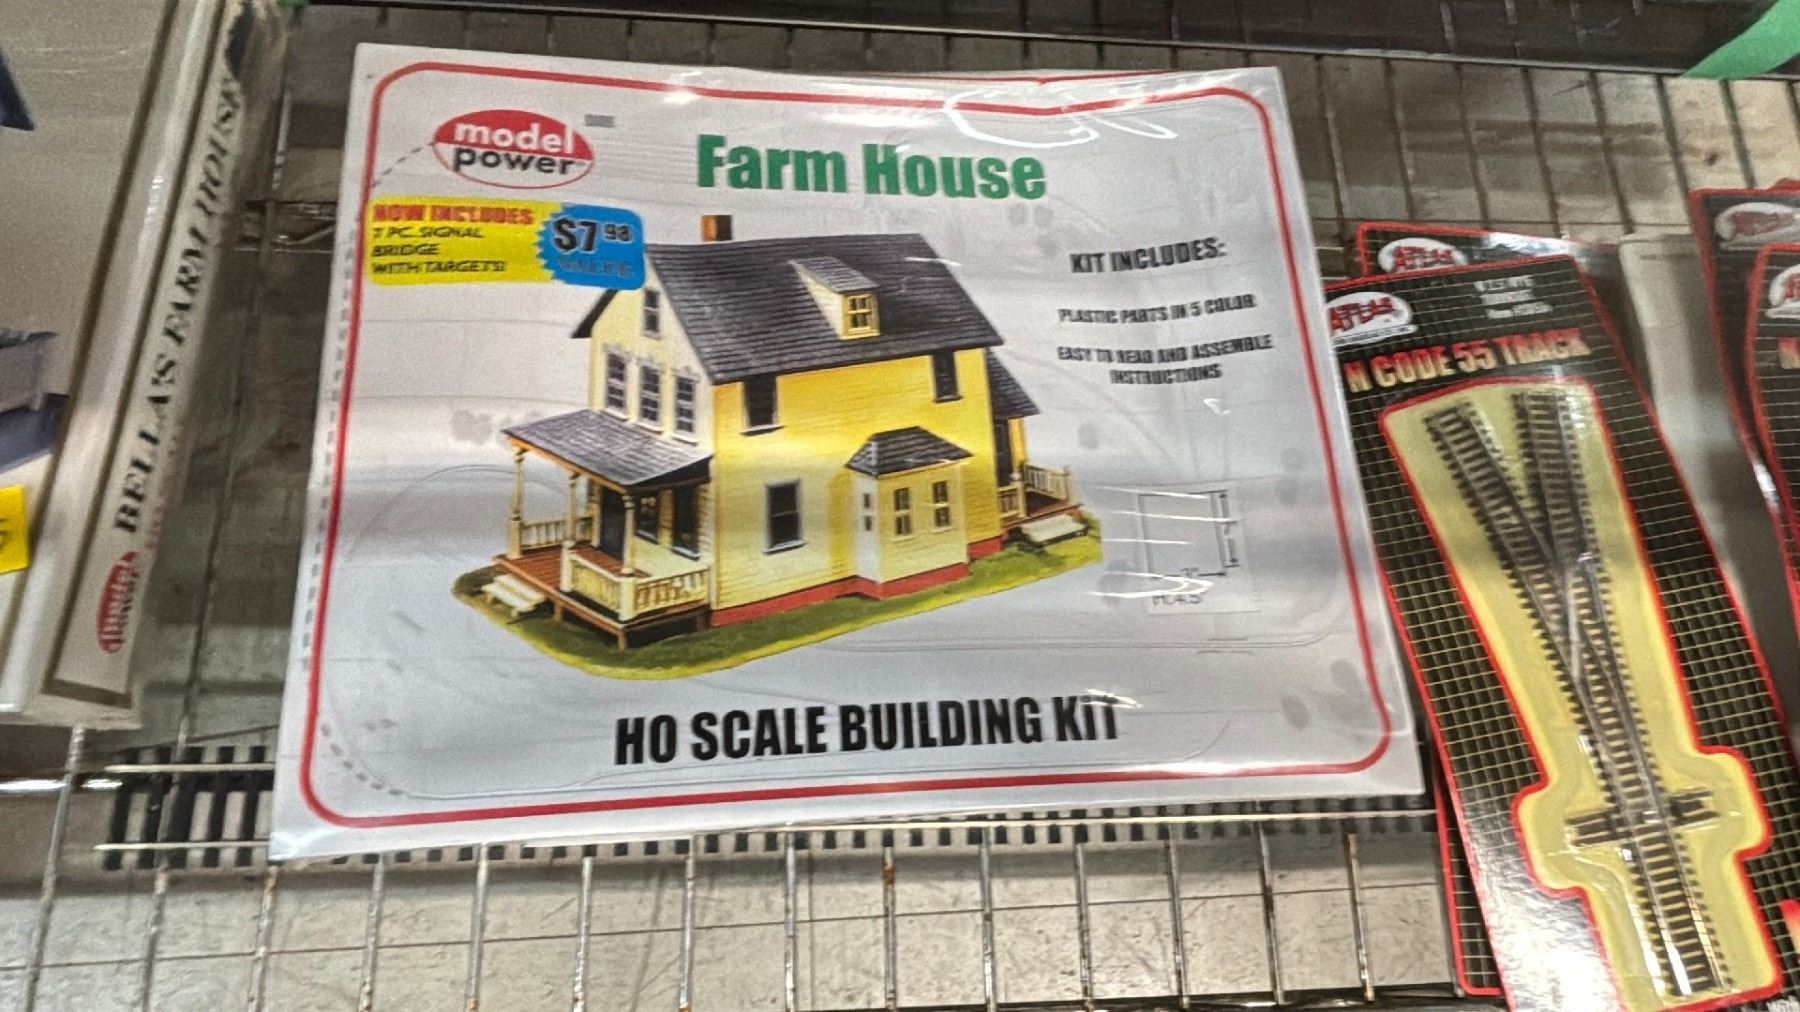 BELLA'S FARM HOUSE
model
power
Farm House
NOW INCLUDES
7 PC. SIGNAL
BRIDGE
WITH TARGETS!
$7.98
VALUE
KIT INCLUDES:
PLASTIC PARTS IN 5 COLOR
EASY TO READ AND ASSEMBLE
INSTRUCTIONS
HO SCALE BUILDING KIT
ATLAS
ATLAS
N CODE 55 TRACK